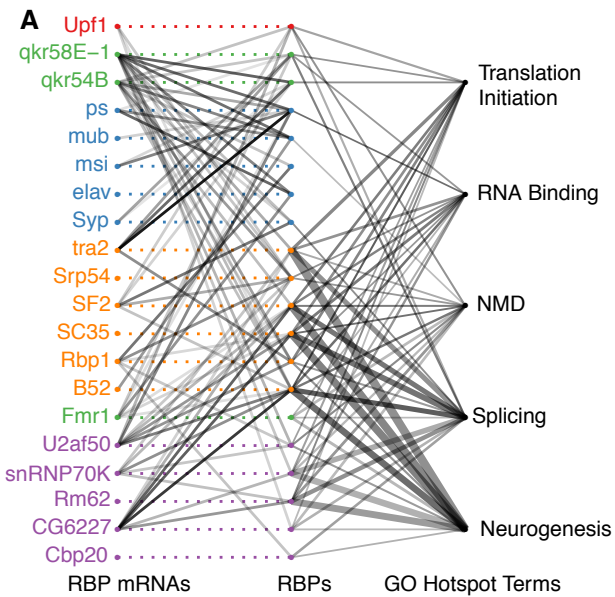 A
Upf1
qkr58E−1
qkr54B
ps
mub
msi
elav
Syp
tra2
Srp54
SF2
SC35
Rbp1
B52
Fmr1
U2af50
snRNP70K
Rm62
CG6227
Cbp20
Translation
Initiation
RNA Binding
NMD
Splicing
Neurogenesis
RBP mRNAs
RBPs
GO Hotspot Terms